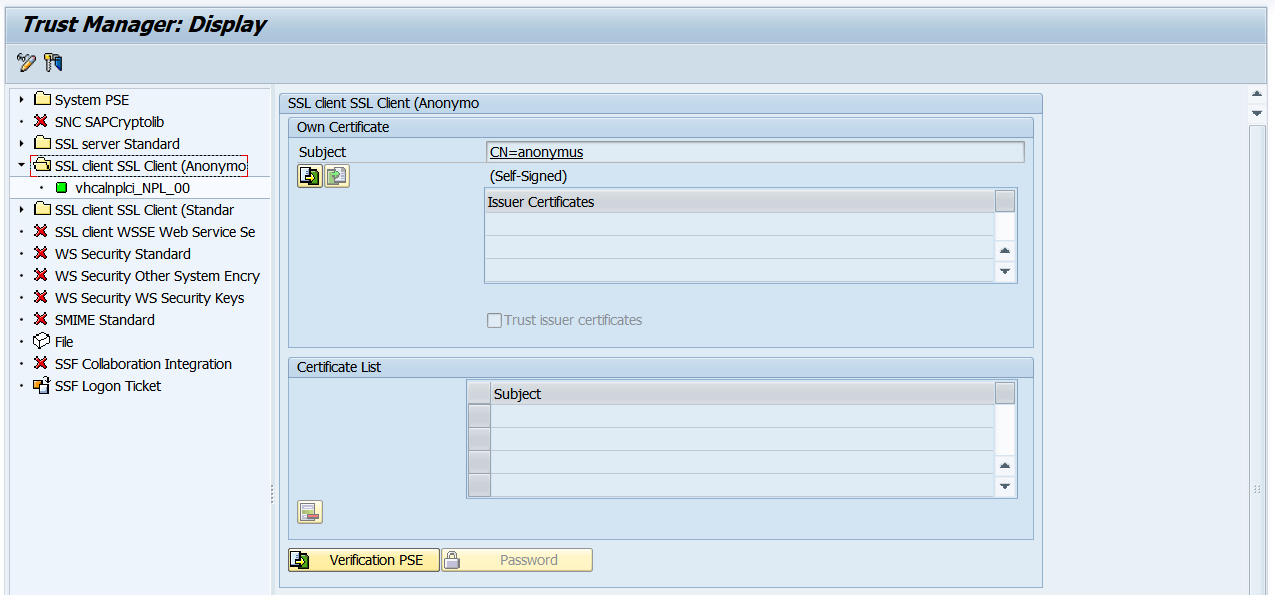 Trust Manager: Display
System PSE
SNC SAPCryptolib
SSL server Standard
SSL client SSL Client (Anonymo
vhcalnplci_NPL_00
SSL client SSL Client (Standar
SSL client WSSE Web Service Se
WS Security Standard
WS Security Other System Encry
WS Security WS Security Keys
SMIME Standard
File
SSF Collaboration Integration
SSF Logon Ticket
SSL client SSL Client (Anonymo
Own Certificate
Subject CN=anonymus
(Self-Signed)
Issuer Certificates
Trust issuer certificates
Certificate List
Subject
Verification PSE Password